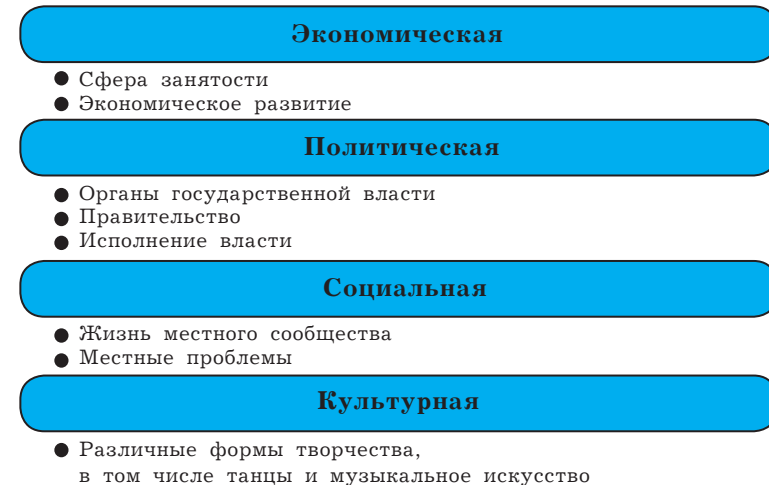 Экономическая
● Сфера занятости
● Экономическое развитие
Политическая
● Органы государственной власти
● Правительство
● Исполнение власти
Социальная
● Жизнь местного сообщества
● Местные проблемы
Культурная
● Различные формы творчества,
в том числе танцы и музыкальное искусство